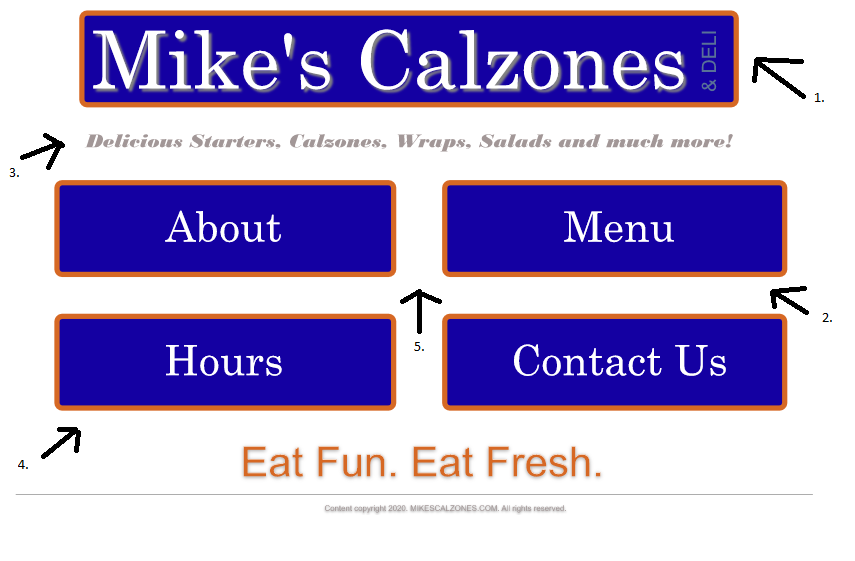 Mike's Calzones
& DELI
1.
Delicious Starters, Calzones, Wraps, Salads and much more!
3.
About
Menu
2.
5.
Hours
Contact Us
4.
Eat Fun. Eat Fresh.
Content copyright 2020. MIKESCALZONES.COM. All rights reserved.